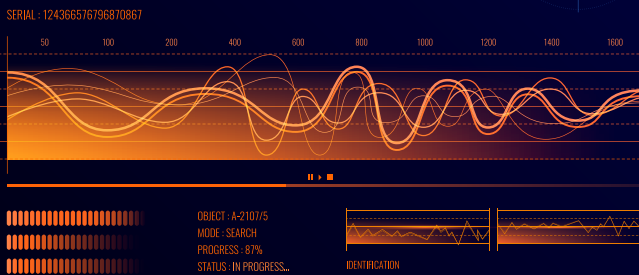 SERIAL : 124366576796870867
50 100 200 400 600 800 1000 1200 1400 1600
OBJECT : A-2107/5
MODE : SEARCH
PROGRESS : 87%
STATUS : IN PROGRESS...
IDENTIFICATION